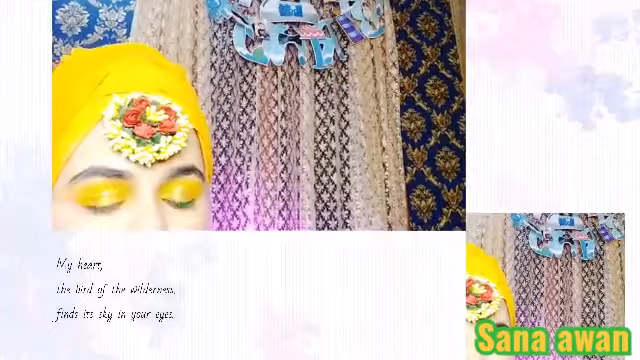 My heart,
the bird of the wilderness,
finds its sky in your eyes.
Sana awan